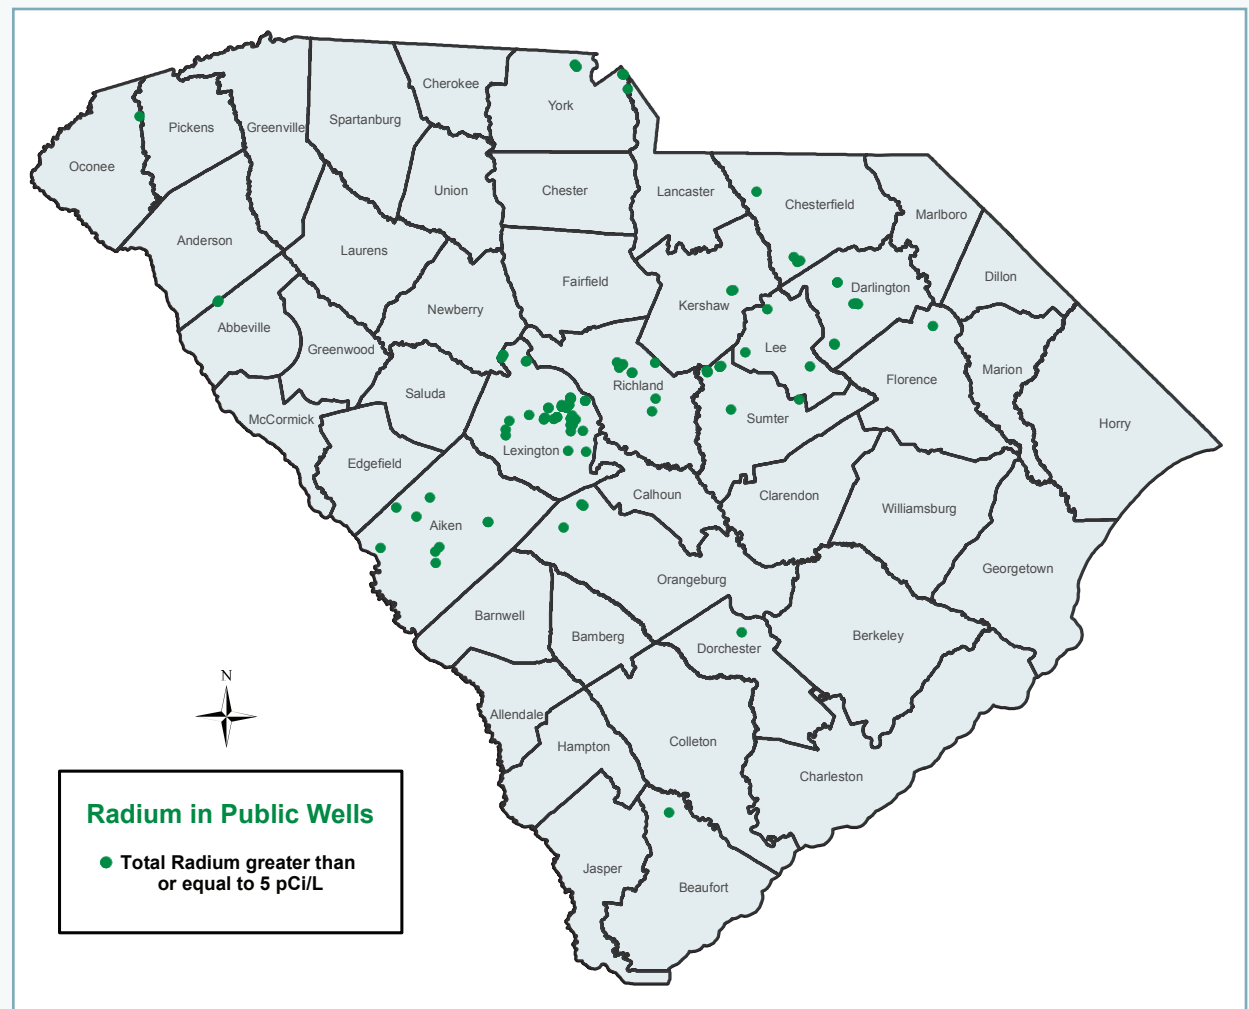 Cherokee
York
Spartanburg
Greenville
Pickens
Oconee
Union
Chester
Lancaster
Chesterfield
Marlboro
Anderson
Laurens
Fairfield
Dillon
Darlington
Kershaw
Newberry
Abbeville
Greenwood
Lee
Marion
Florence
Richland
Saluda
McCormick
Sumter
Horry
Lexington
Edgefield
Calhoun
Clarendon
Williamsburg
Aiken
Georgetown
Orangeburg
Barnwell
Bamberg
Berkeley
Dorchester
N
Allendale
Colleton
Hampton
Charleston
Radium in Public Wells
Total Radium greater than
or equal to 5 pCi/L
Jasper
Beaufort